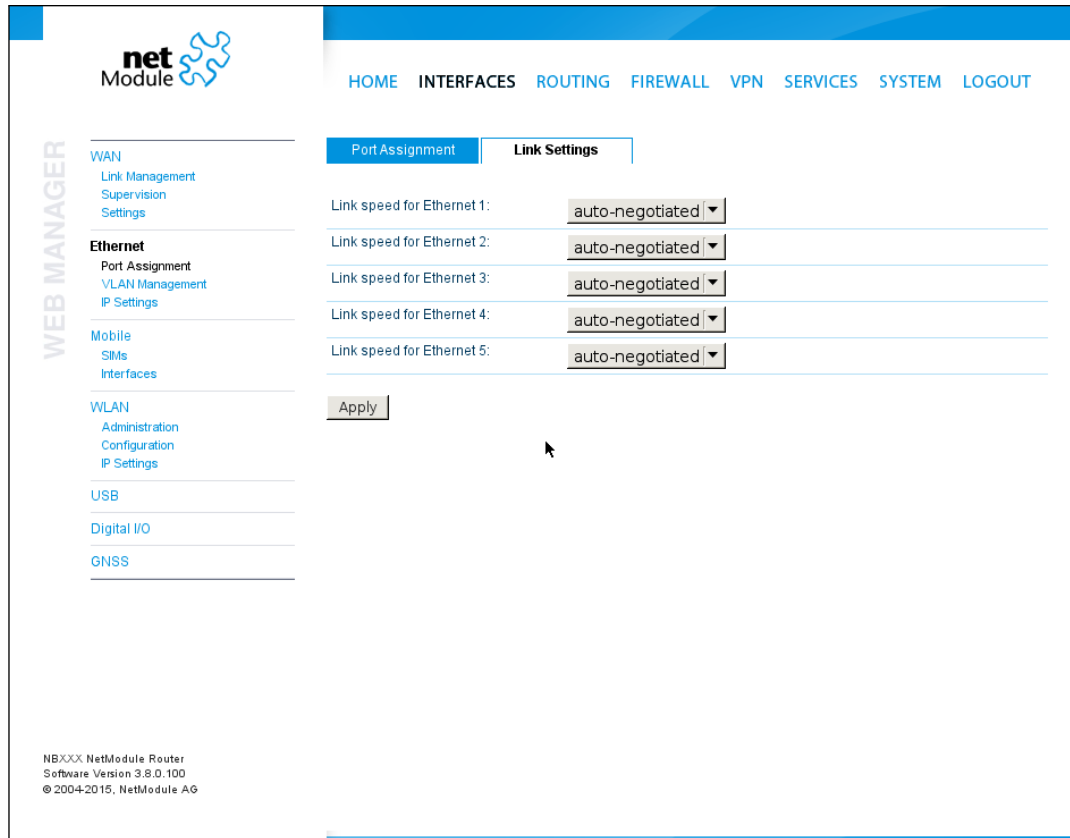 net
Module
HOME INTERFACES ROUTING FIREWALL VPN SERVICES SYSTEM LOGOUT
WEB MANAGER
WAN
Link Management
Supervision
Settings
Ethernet
Port Assignment
VLAN Management
IP Settings
Mobile
SIMs
Interfaces
WLAN
Administration
Configuration
IP Settings
USB
Digital I/O
GNSS
Port Assignment Link Settings
Link speed for Ethernet 1: auto-negotiated
Link speed for Ethernet 2: auto-negotiated
Link speed for Ethernet 3: auto-negotiated
Link speed for Ethernet 4: auto-negotiated
Link speed for Ethernet 5: auto-negotiated
Apply
NBXXX NetModule Router
Software Version 3.8.0.100
© 2004-2015, NetModule AG